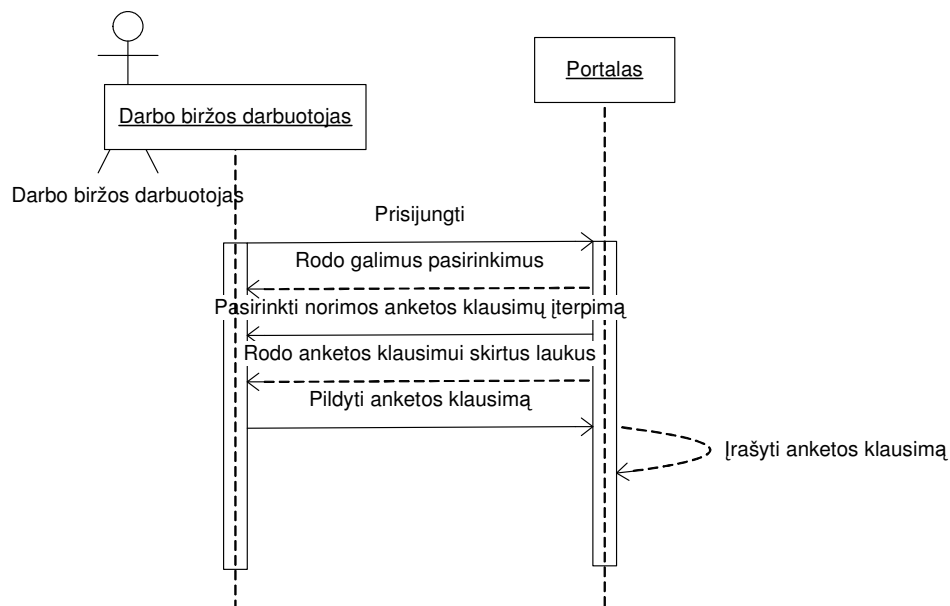 Portalas
Darbo biržos darbuotojas
Darbo biržos darbuotojas
Prisijungti
Rodo galimus pasirinkimus
Pasirinkti norimos anketos klausimų įterpimą
Rodo anketos klausimui skirtus laukus
Pildyti anketos klausimą
Įrašyti anketos klausimą